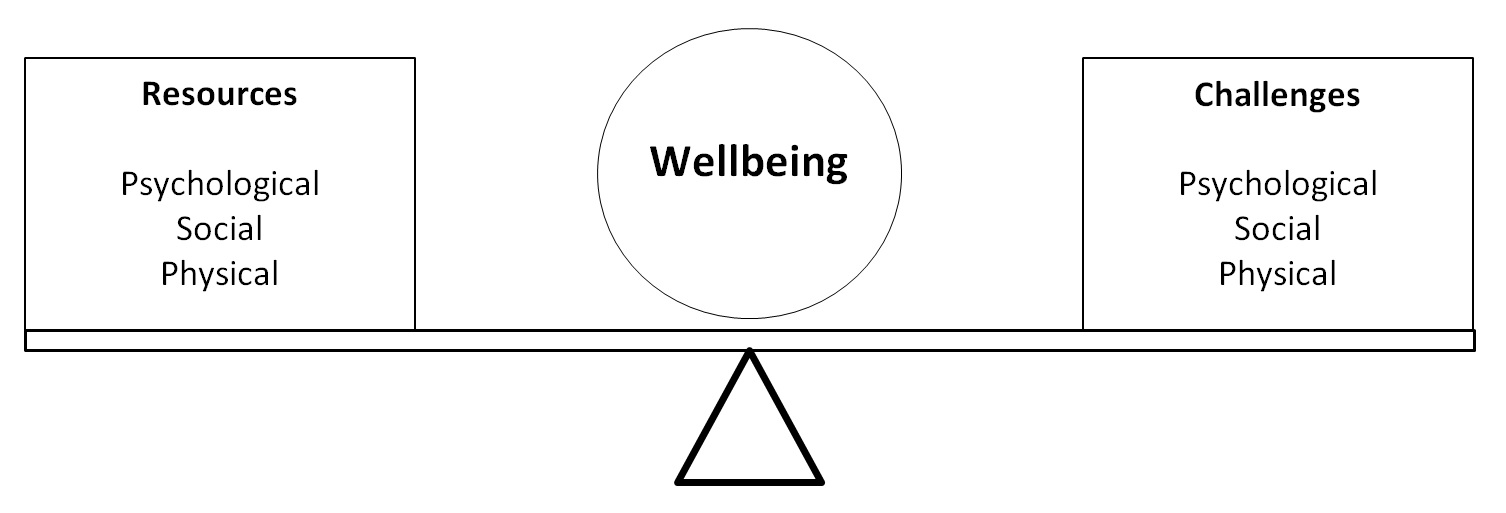 Resources
Psychological
Social
Physical
Wellbeing
Challenges
Psychological
Social
Physical